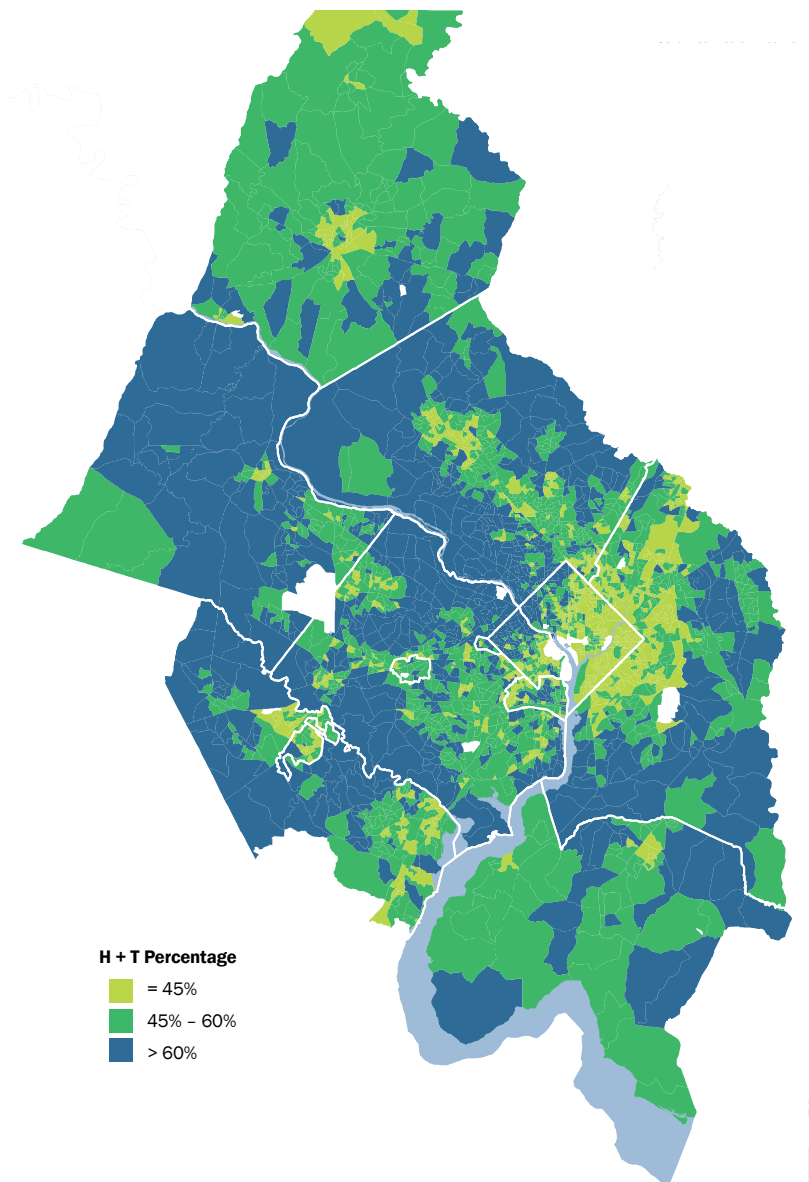 H + T Percentage
= 45%
45% – 60%
> 60%